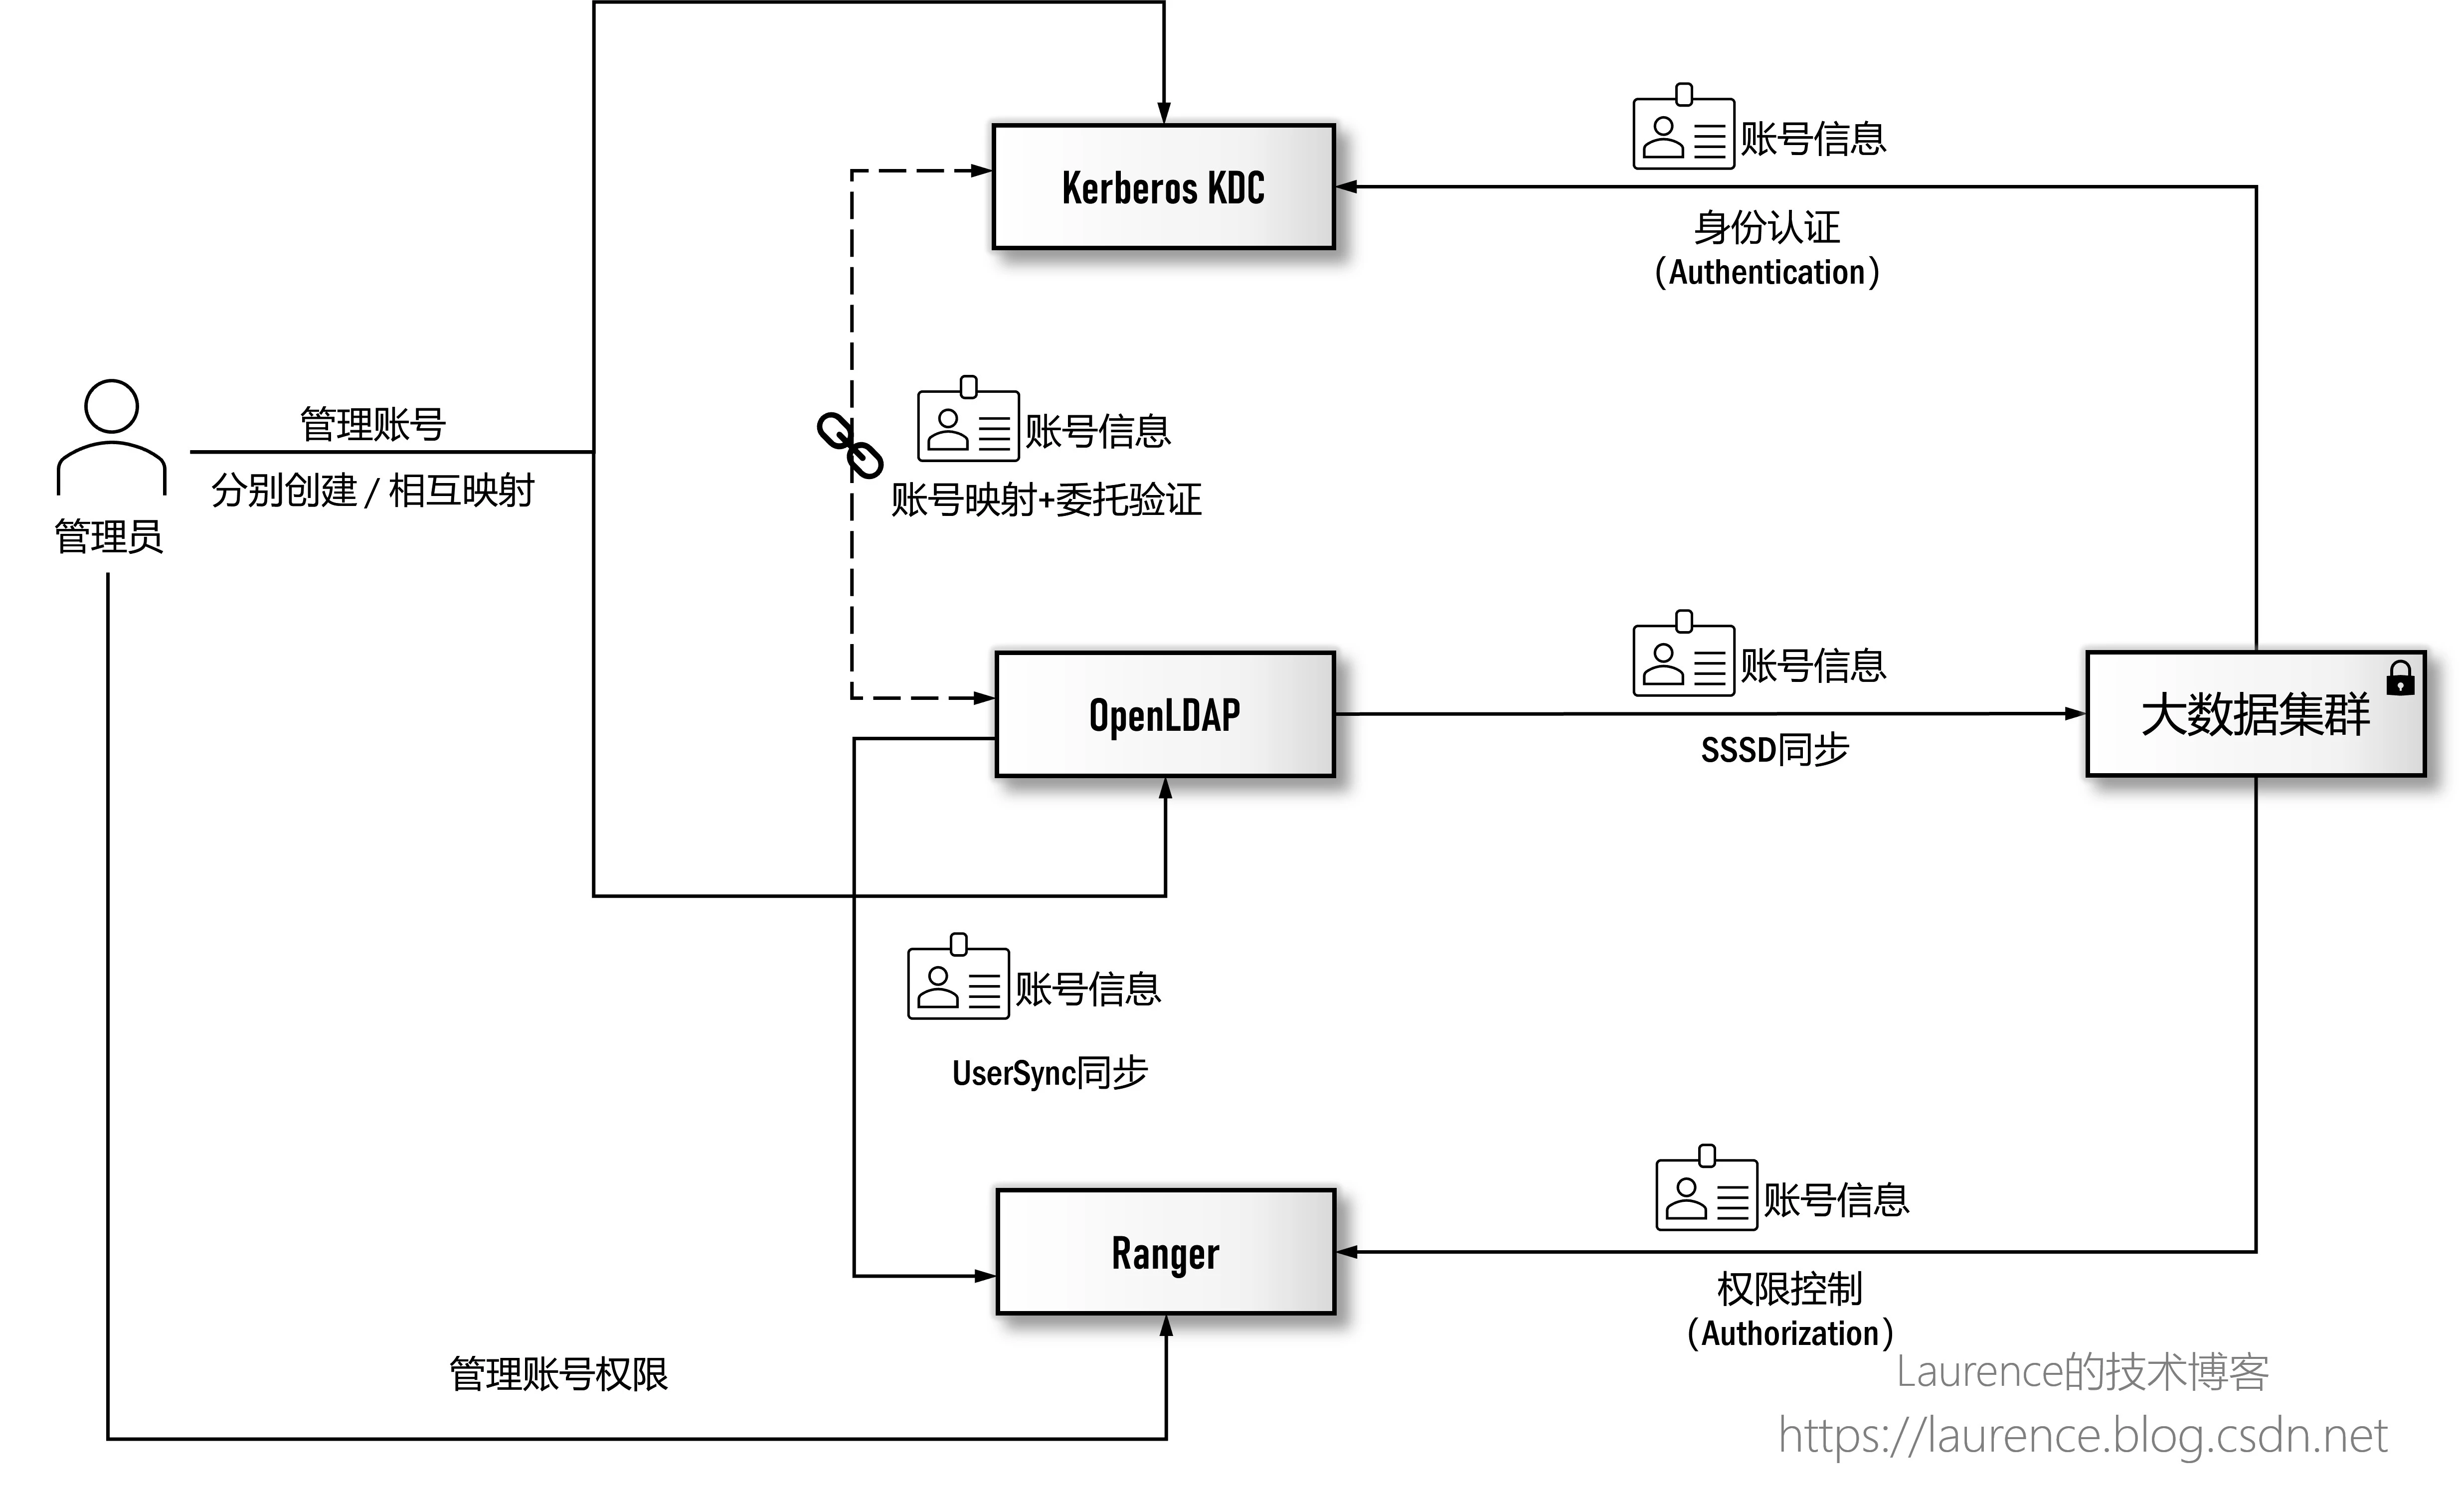 Kerberos KDC
账号信息
身份认证
（Authentication）
管理账号
分别创建 / 相互映射
管理员
账号信息
账号映射+委托验证
OpenLDAP
账号信息
SSSD同步
大数据集群
账号信息
UserSync同步
Ranger
账号信息
权限控制
（Authorization）
管理账号权限
Laurence的技术博客
https://laurence.blog.csdn.net